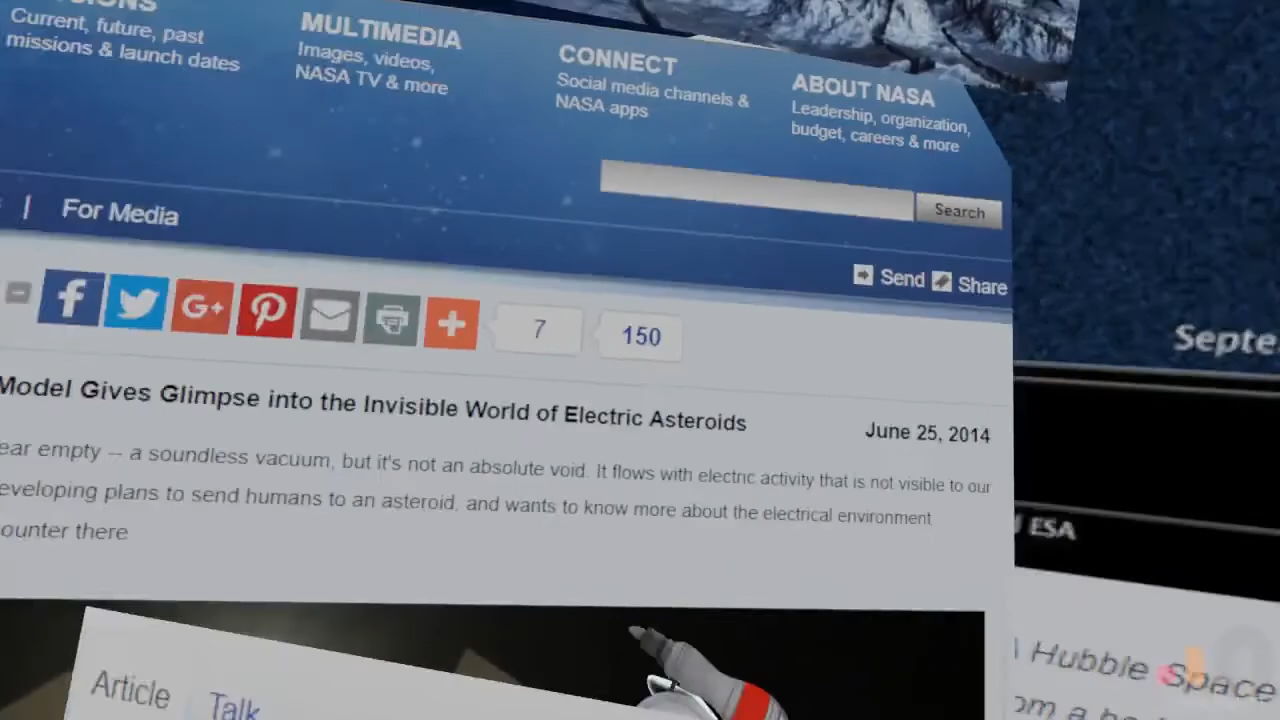 Current, future, past
missions & launch dates
MULTIMEDIA
Images, videos,
NASA TV & more
CONNECT
Social media channels &
NASA apps
ABOUT NASA
Leadership, organization,
budget, careers & more
Search
For Media
Send Share
7 150
Model Gives Glimpse into the Invisible World of Electric Asteroids
June 25, 2014
ear empty -- a soundless vacuum, but it's not an absolute void. It flows with electric activity that is not visible to our
eveloping plans to send humans to an asteroid, and wants to know more about the electrical environment
ounter there
Article Talk
Septe
ESA
Hubble Space